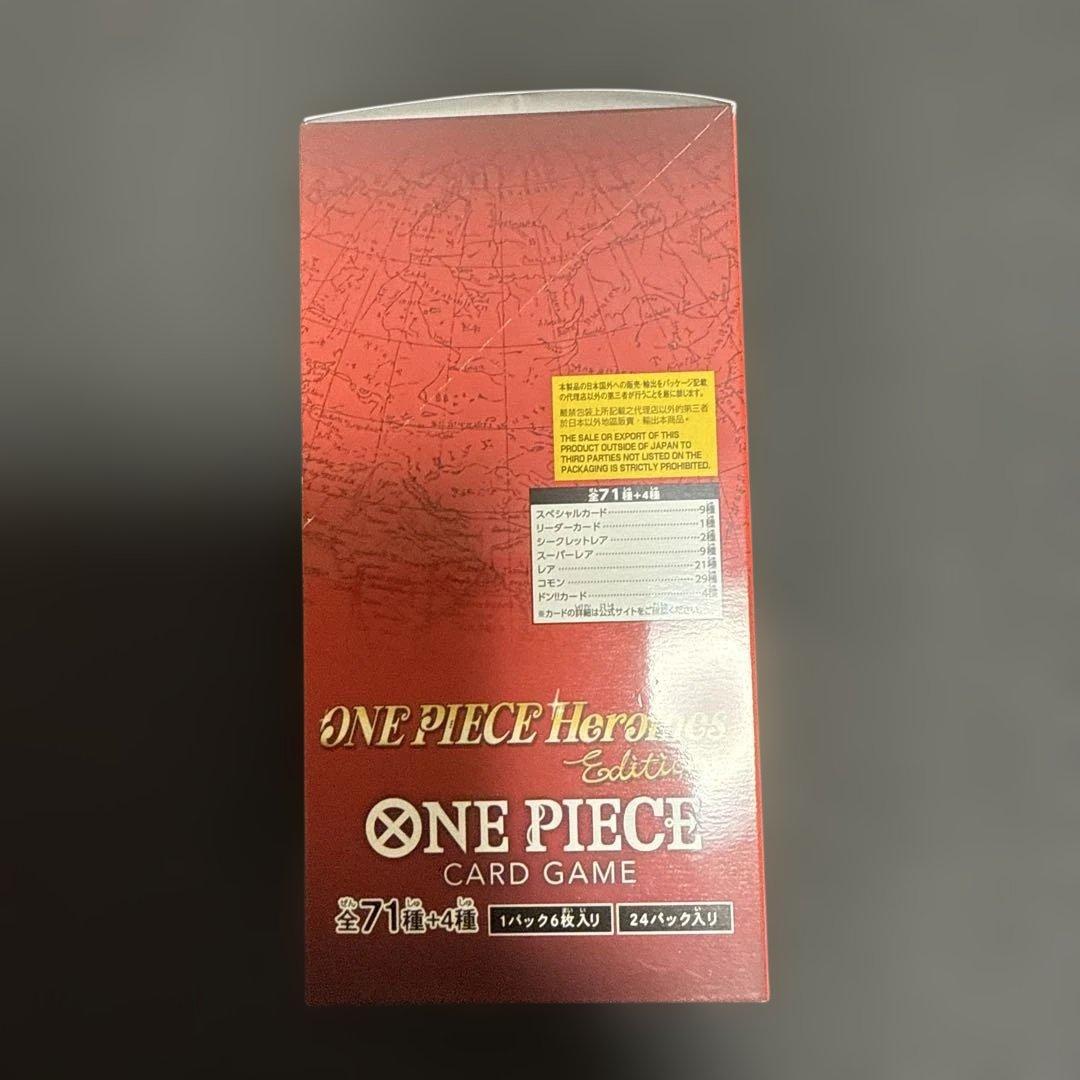 本製品の日本国外への販売・輸出をパッケージ記載
の代理店以外の第三者が行うことを厳に禁じます。
嚴禁包裝上所記載之代理店以外的第三者
於日本以外地區販賣・輸出本商品。
THE SALE OR EXPORT OF THIS
PRODUCT OUTSIDE OF JAPAN TO
THIRD PARTIES NOT LISTED ON THE
PACKAGING IS STRICTLY PROHIBITED.
全71種+4種
スペシャルカード 9種
リーダーカード 1種
シークレットレア 2種
スーパーレア 9種
レア 21種
コモン 29種
ドン!!カード 4種
※カードの詳細は公式サイトをご確認ください。
ONE PIECE Heroines
Edition
ONE PIECE
CARD GAME
全71種+4種 1パック6枚入り 24パック入り